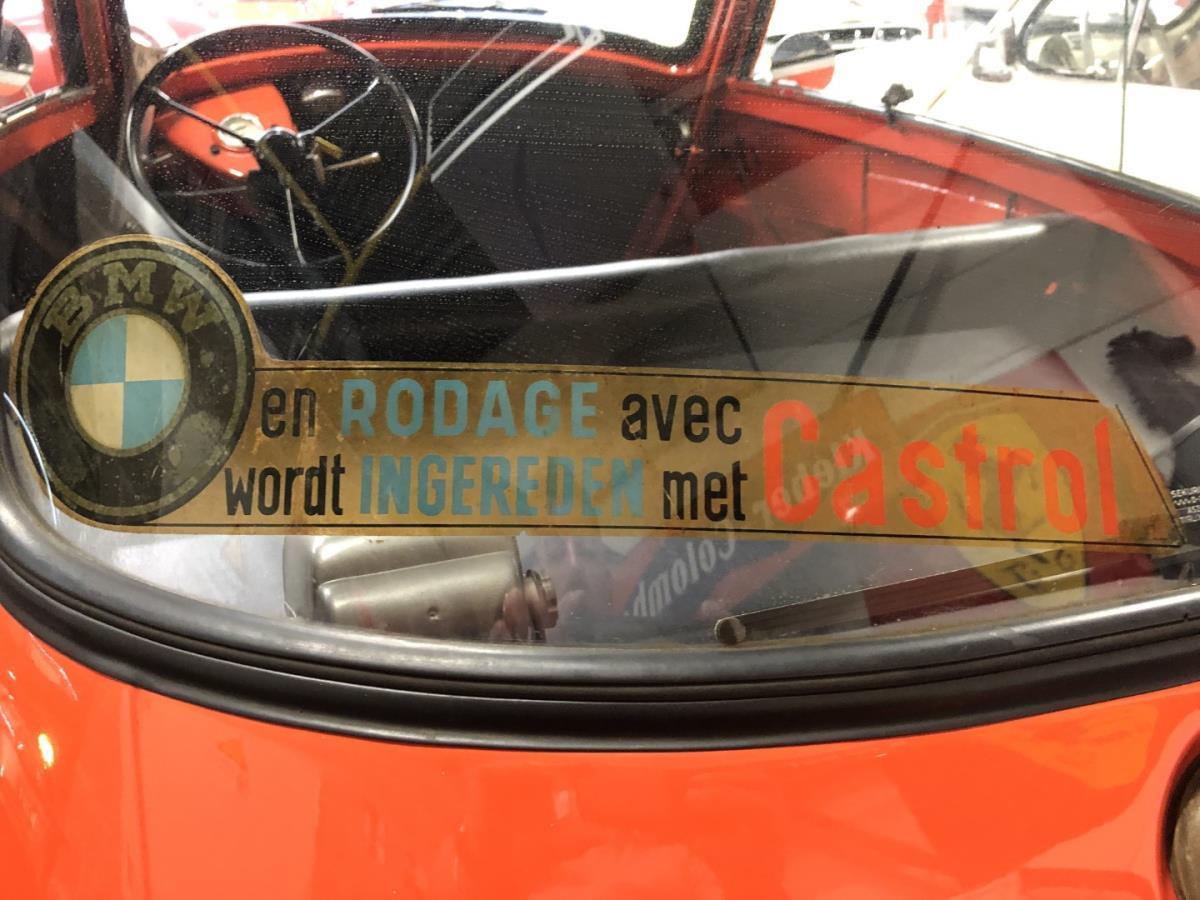 BMW
en RODAGE avec
wordt INGEREDEN met
Castrol